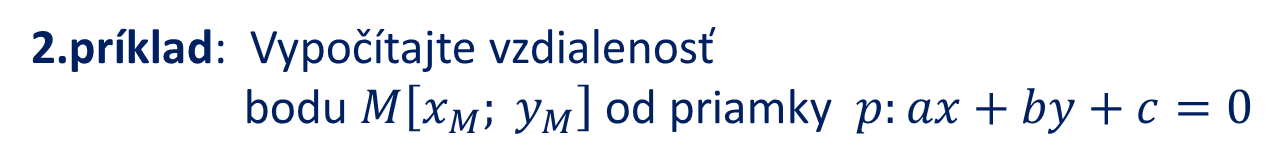 2.príklad: Vypočítajte vzdialenosť
bodu M[x_M; y_M] od priamky p: ax + by + c = 0